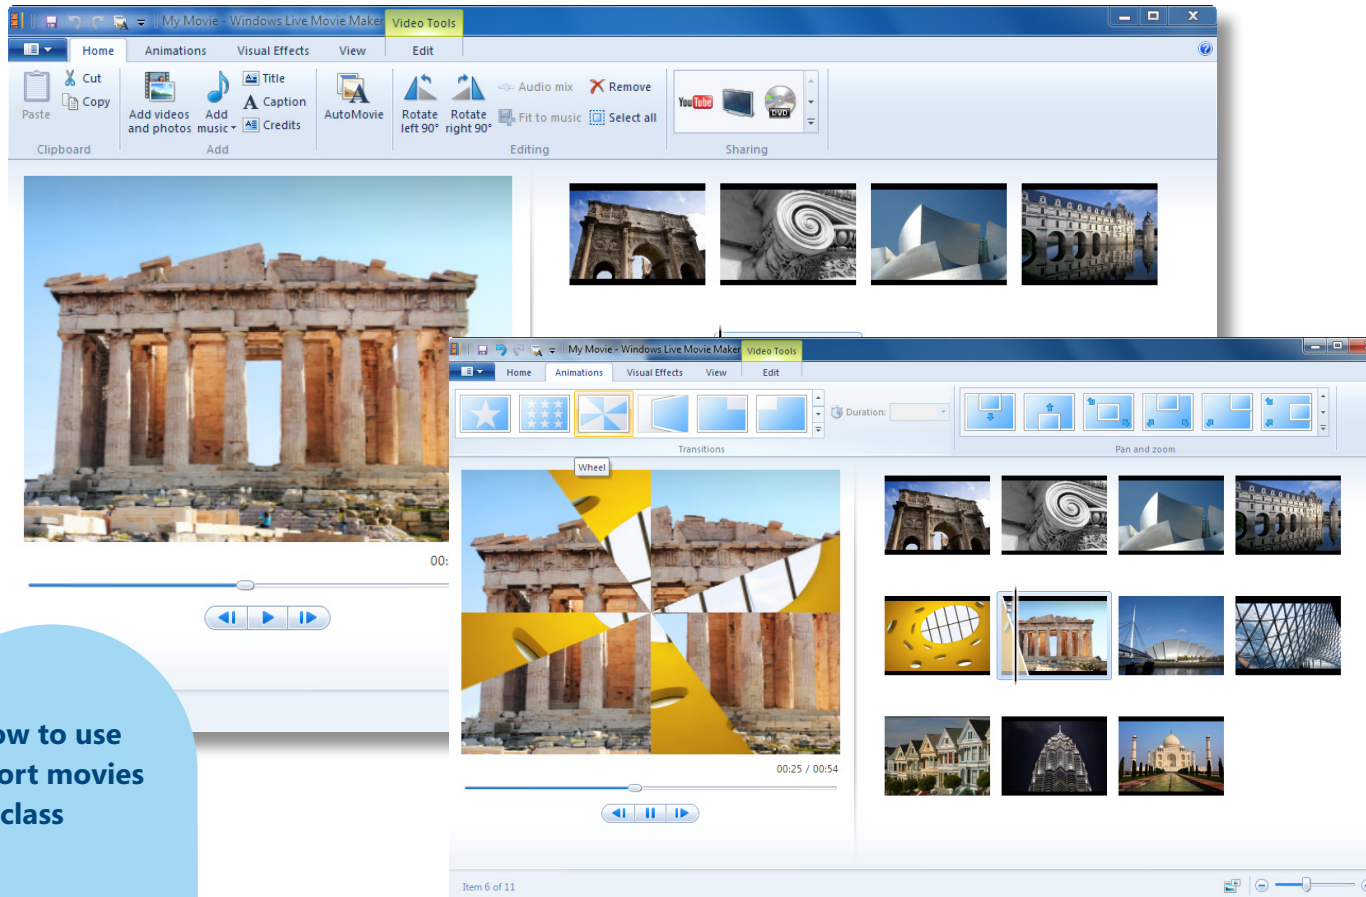 My Movie - Windows Live Movie Maker
Video Tools
Home
Animations
Visual Effects
View
Edit
Paste
Cut
Copy
Clipboard
Add videos
and photos
Add
music
Title
Caption
Credits
Add
AutoMovie
Rotate
left 90°
Rotate
right 90°
Audio mix
Fit to music
Remove
Select all
Editing
You Tube
DVD
Sharing
00:
My Movie - Windows Live Movie Maker
Video Tools
Home
Animations
Visual Effects
View
Edit
Duration:
Transitions
Pan and zoom
Wheel
00:25 / 00:54
Item 6 of 11
to use
movies
class